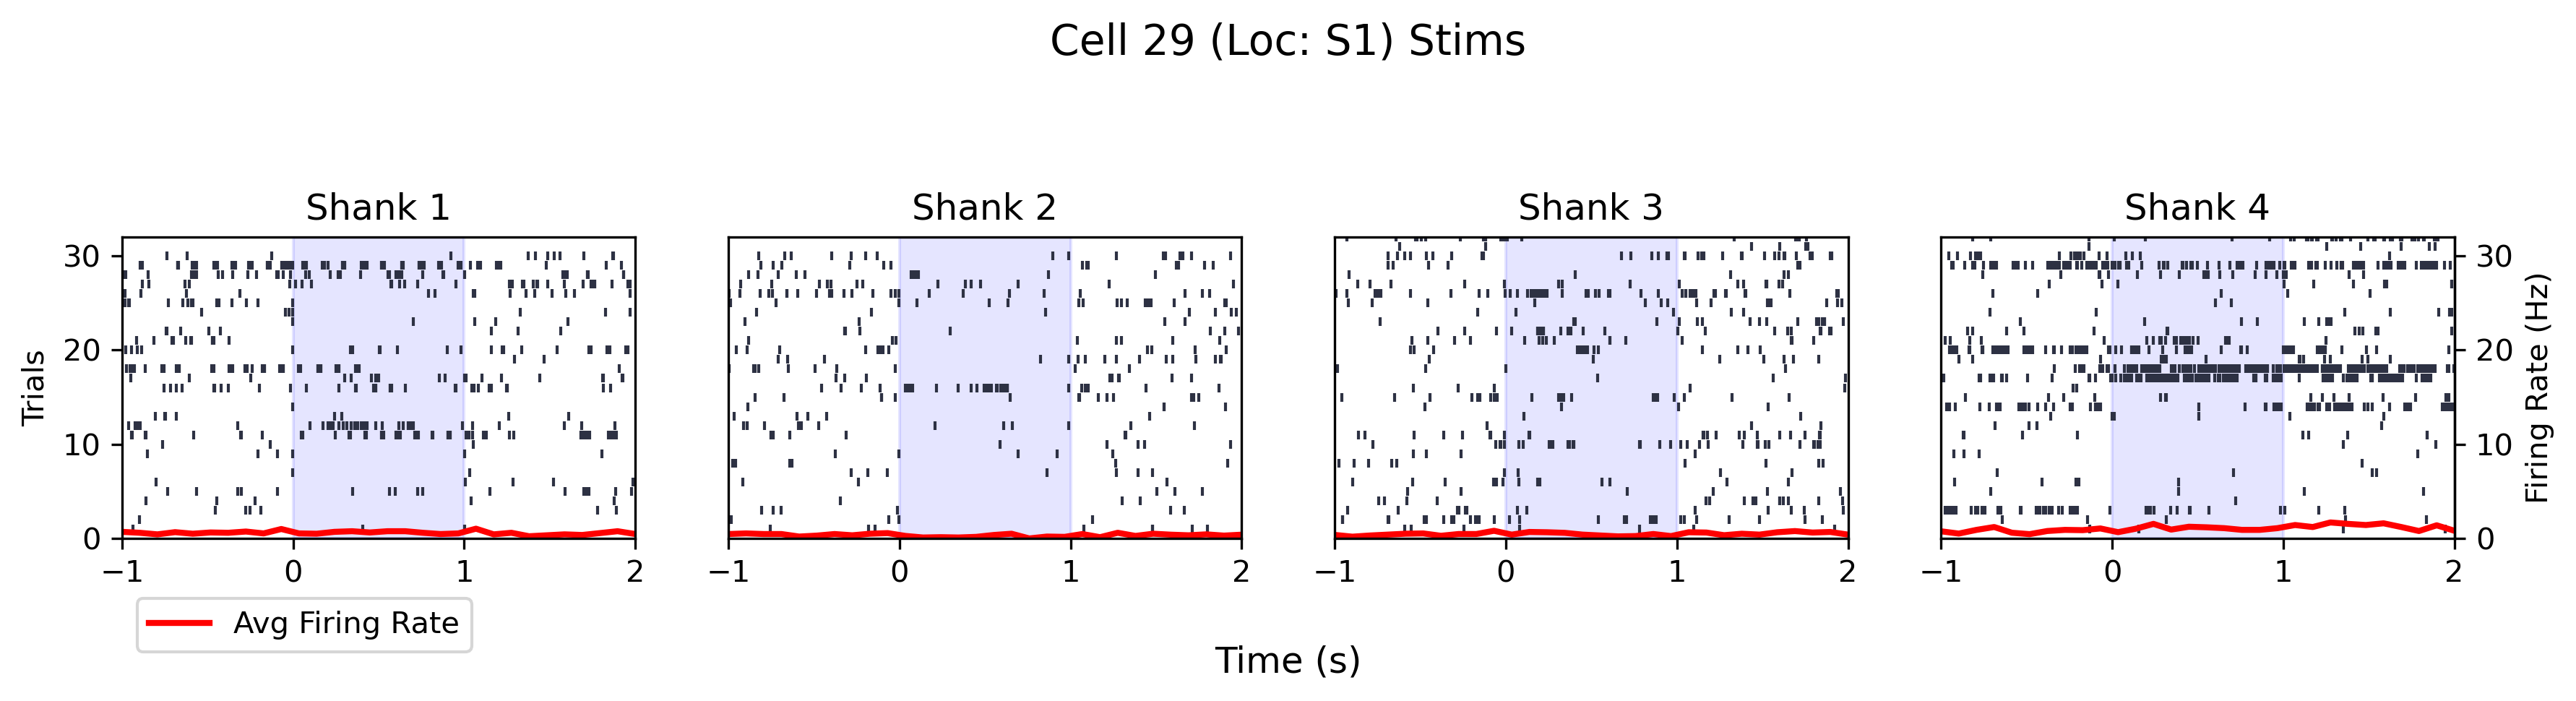 Cell 29 (Loc: S1) Stims
Shank 1
Shank 2
Shank 3
Shank 4
Trials
30
20
10
0
−1
0
1
2
−1
0
1
2
−1
0
1
2
−1
0
1
2
30
20
10
0
Firing Rate (Hz)
Avg Firing Rate
Time (s)